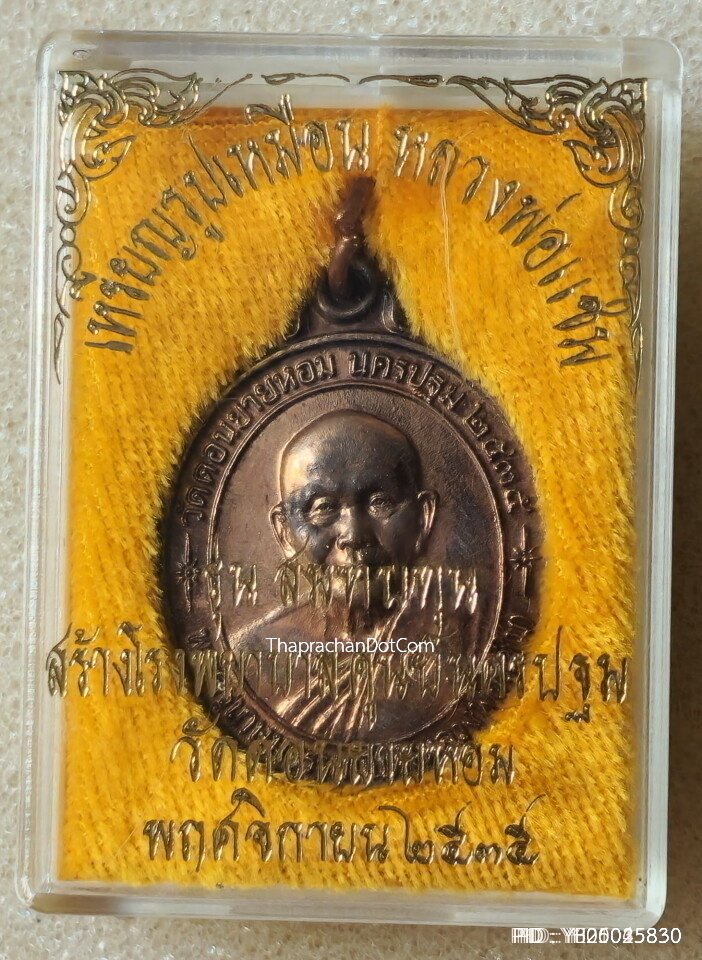 เหรียญรูปเหมือน หลวงพ่อแช่ม
วัดดอนยายหอม นครปฐม ๒๕๓๕
รุ่น สมทบทุน
ThaprachanDotCom
สร้างโรงพยาบาลศูนย์นครปฐม
วัดดอนยายหอม
พฤศจิกายน ๒๕๓๕